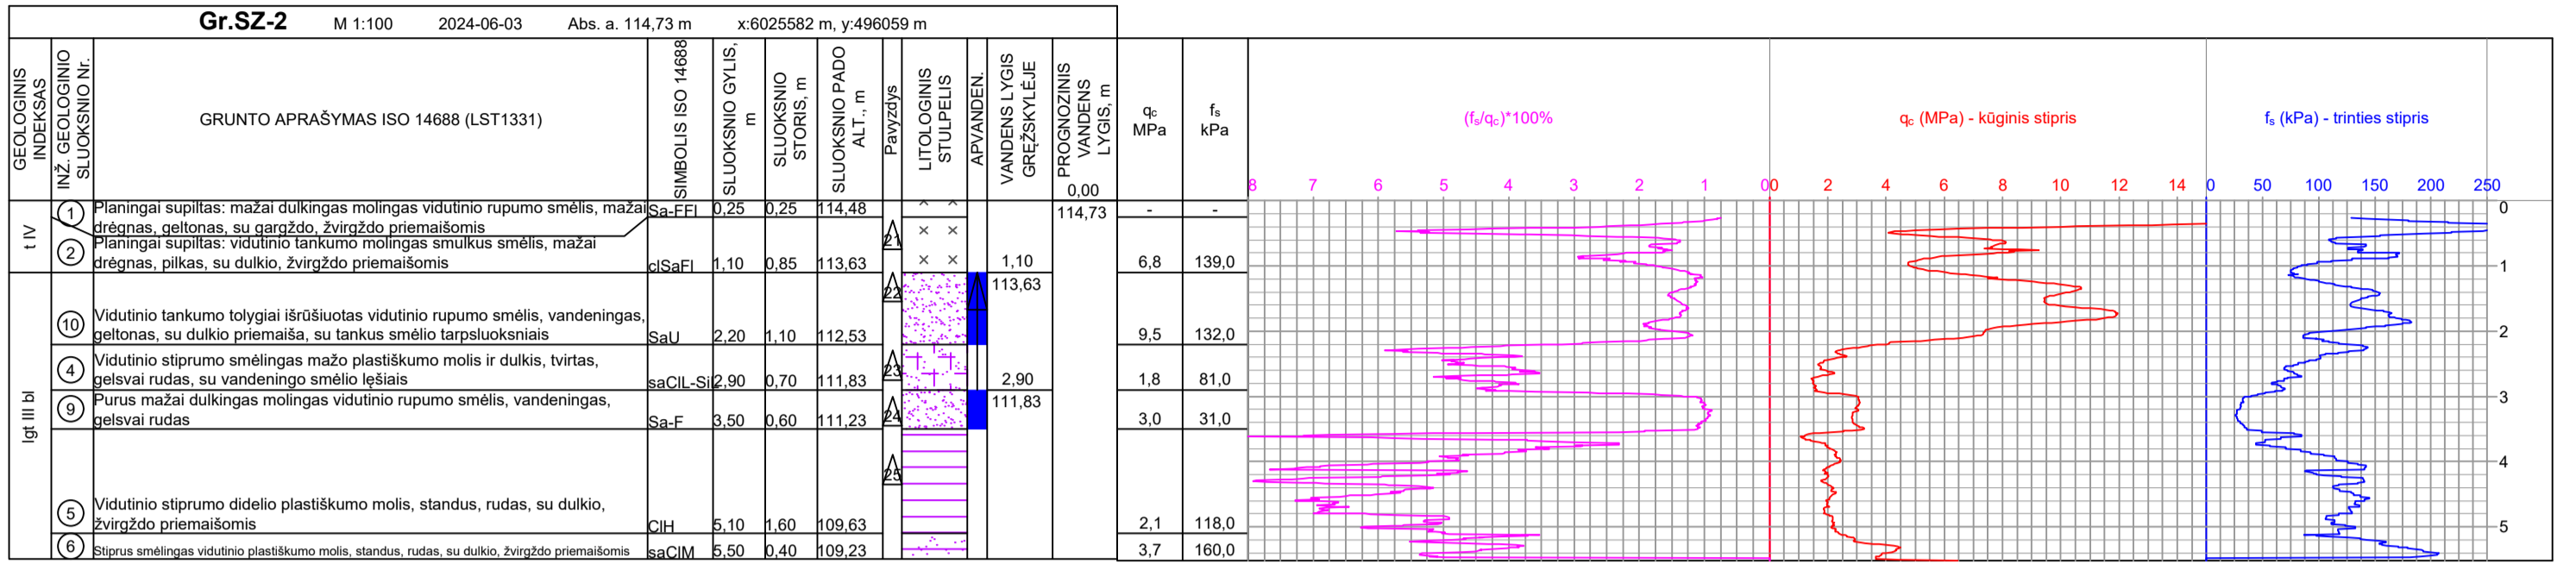 Gr.SZ-2 M 1:100 2024-06-03 Abs. a. 114,73 m x:6025582 m, y:496059 m
GEOLOGINIS
INDEKSAS
INŽ. GEOLOGINIO
SLUOKSNIO Nr.
GRUNTO APRAŠYMAS ISO 14688 (LST1331)
SIMBOLIS ISO 14688
SLUOKSNIO GYLIS,
m
SLUOKSNIO
STORIS, m
SLUOKSNIO PADO
ALT., m
Pavyzdys
LITOLOGINIS
STULPELIS
APVANDEN.
VANDENS LYGIS
GRĘŽSKYLĖJE
PROGNOZINIS
VANDENS
LYGIS, m
0,00
qc
MPa
fs
kPa
(fs/qc)*100%
qc (MPa) - kūginis stipris
fs (kPa) - trinties stipris
8 7 6 5 4 3 2 1 0
0 2 4 6 8 10 12 14
0 50 100 150 200 250
t IV
1
Planingai supiltas: mažai dulkingas molingas vidutinio rupumo smėlis, mažai
drėgnas, geltonas, su gargždo, žvirgždo priemaišomis
Sa-FFl 0,25 0,25 114,48
114,73
- -
0
2
Planingai supiltas: vidutinio tankumo molingas smulkus smėlis, mažai
drėgnas, pilkas, su dulkio, žvirgždo priemaišomis
clSaFl 1,10 0,85 113,63
21
1,10
6,8 139,0
1
lgt III bl
10
Vidutinio tankumo tolygiai išrūšiuotas vidutinio rupumo smėlis, vandeningas,
geltonas, su dulkio priemaiša, su tankus smėlio tarpsluoksniais
SaU 2,20 1,10 112,53
22
113,63
9,5 132,0
2
4
Vidutinio stiprumo smėlingas mažo plastiškumo molis ir dulkis, tvirtas,
gelsvai rudas, su vandeningo smėlio lęšiais
saClL-SiL 2,90 0,70 111,83
23
2,90
1,8 81,0
3
9
Purus mažai dulkingas molingas vidutinio rupumo smėlis, vandeningas,
gelsvai rudas
Sa-F 3,50 0,60 111,23
24
111,83
3,0 31,0
4
5
Vidutinio stiprumo didelio plastiškumo molis, standus, rudas, su dulkio,
žvirgždo priemaišomis
ClH 5,10 1,60 109,63
25
2,1 118,0
5
6
Stiprus smėlingas vidutinio plastiškumo molis, standus, rudas, su dulkio, žvirgždo priemaišomis
saClM 5,50 0,40 109,23
3,7 160,0